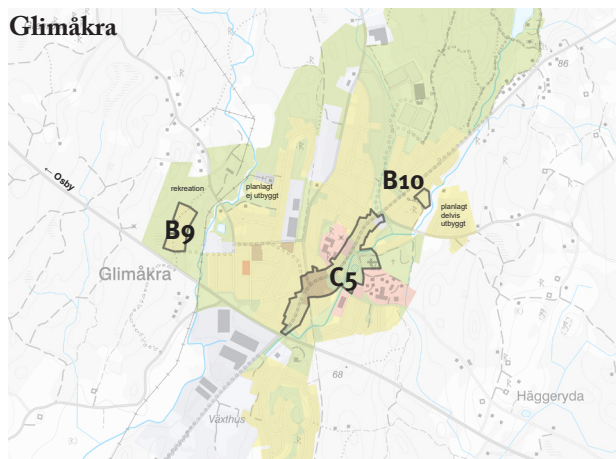 Glimåkra
86
← Osby
rekreation
planlagt
ej utbyggt
B10
planlagt
delvis
utbyggt
B9
Glimåkra
C5
68
Häggeryda
Växthus